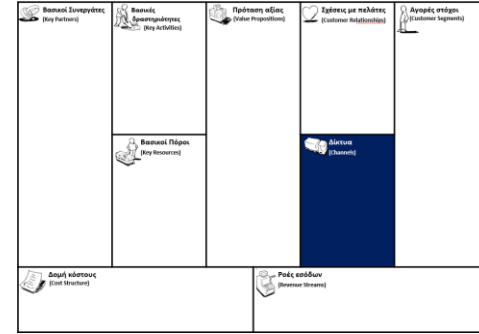 Βασικοί Συνεργάτες
(Key Partners)
Βασικές
δραστηριότητες
(Key Activities)
Πρόταση αξίας
(Value Propositions)
Σχέσεις με πελάτες
(Customer Relationships)
Αγορές στόχοι
(Customer Segments)
Βασικοί Πόροι
(Key Resources)
Δίκτυα
(Channels)
Δομή κόστους
(Cost Structure)
Ροές εσόδων
(Revenue Streams)